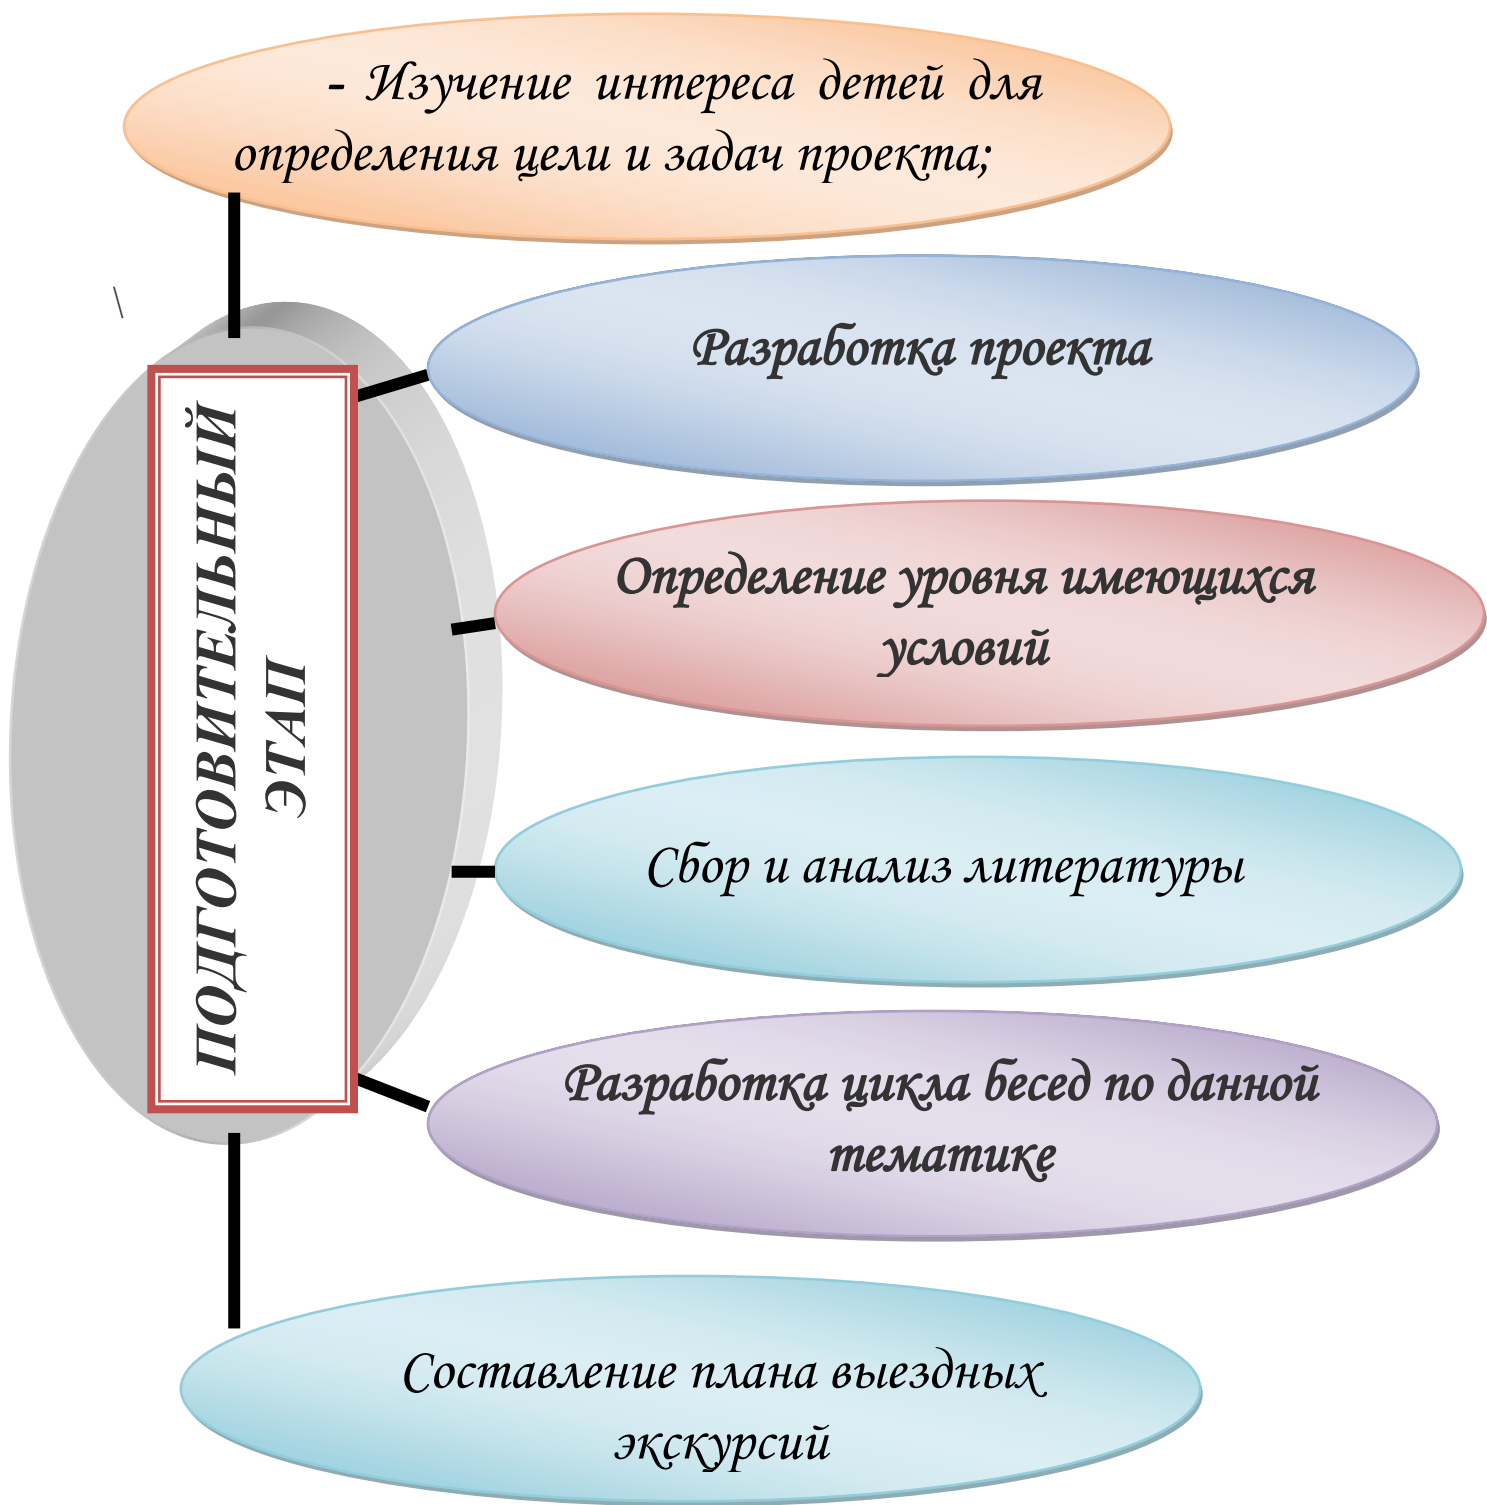 - Изучение интереса детей для
определения цели и задач проекта;
\
Разработка проекта
ПОДГОТОВИТЕЛЬНЫЙ
ЭТАП
Определение уровня имеющихся
условий
Сбор и анализ литературы
Разработка цикла бесед по данной
тематике
Составление плана выездных
экскурсий